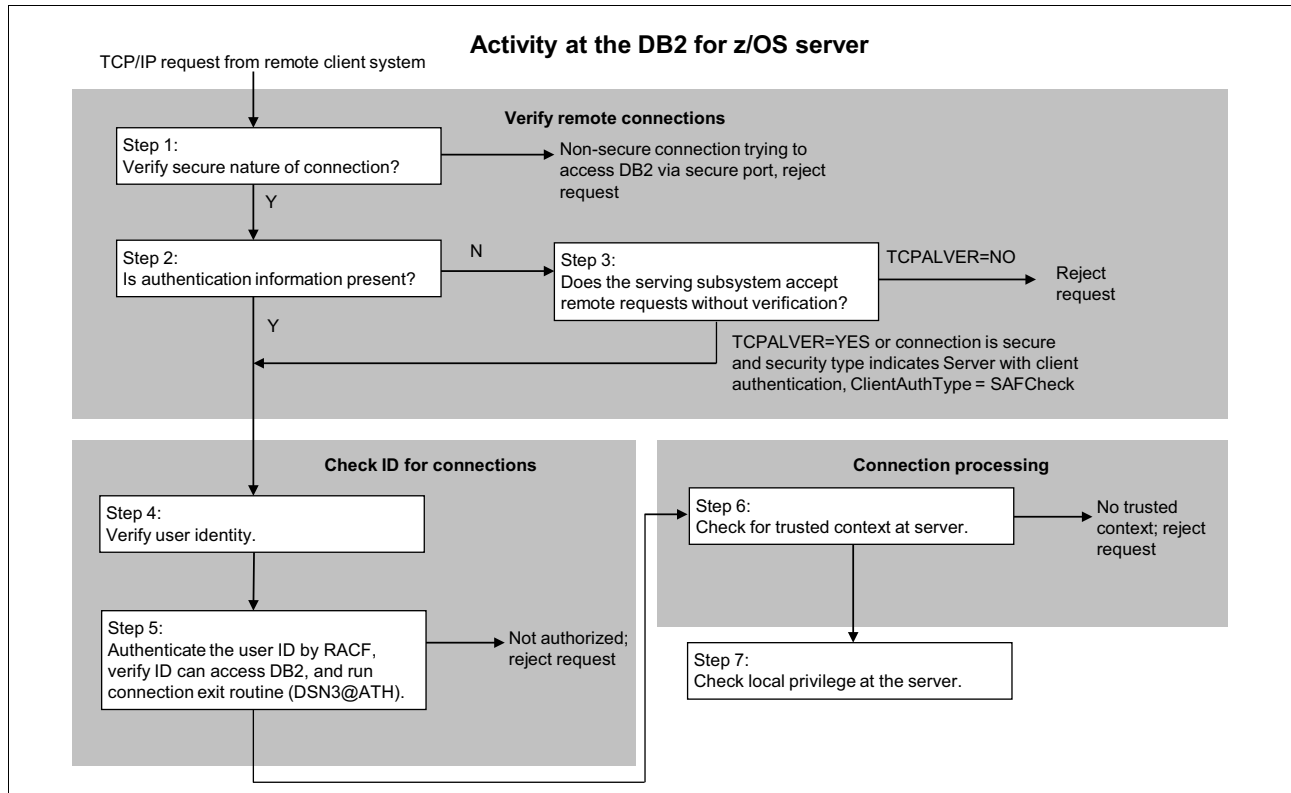 Activity at the DB2 for z/OS server
TCP/IP request from remote client system
Verify remote connections
Step 1:
Verify secure nature of connection?
Non-secure connection trying to
access DB2 via secure port, reject
request
Y
Step 2:
Is authentication information present?
N
Step 3:
Does the serving subsystem accept
remote requests without verification?
TCPALVER=NO
Reject
request
Y
TCPALVER=YES or connection is secure
and security type indicates Server with client
authentication, ClientAuthType = SAFCheck
Check ID for connections
Step 4:
Verify user identity.
Step 5:
Authenticate the user ID by RACF,
verify ID can access DB2, and run
connection exit routine (DSN3@ATH).
Not authorized;
reject request
Connection processing
Step 6:
Check for trusted context at server.
No trusted
context; reject
request
Step 7:
Check local privilege at the server.